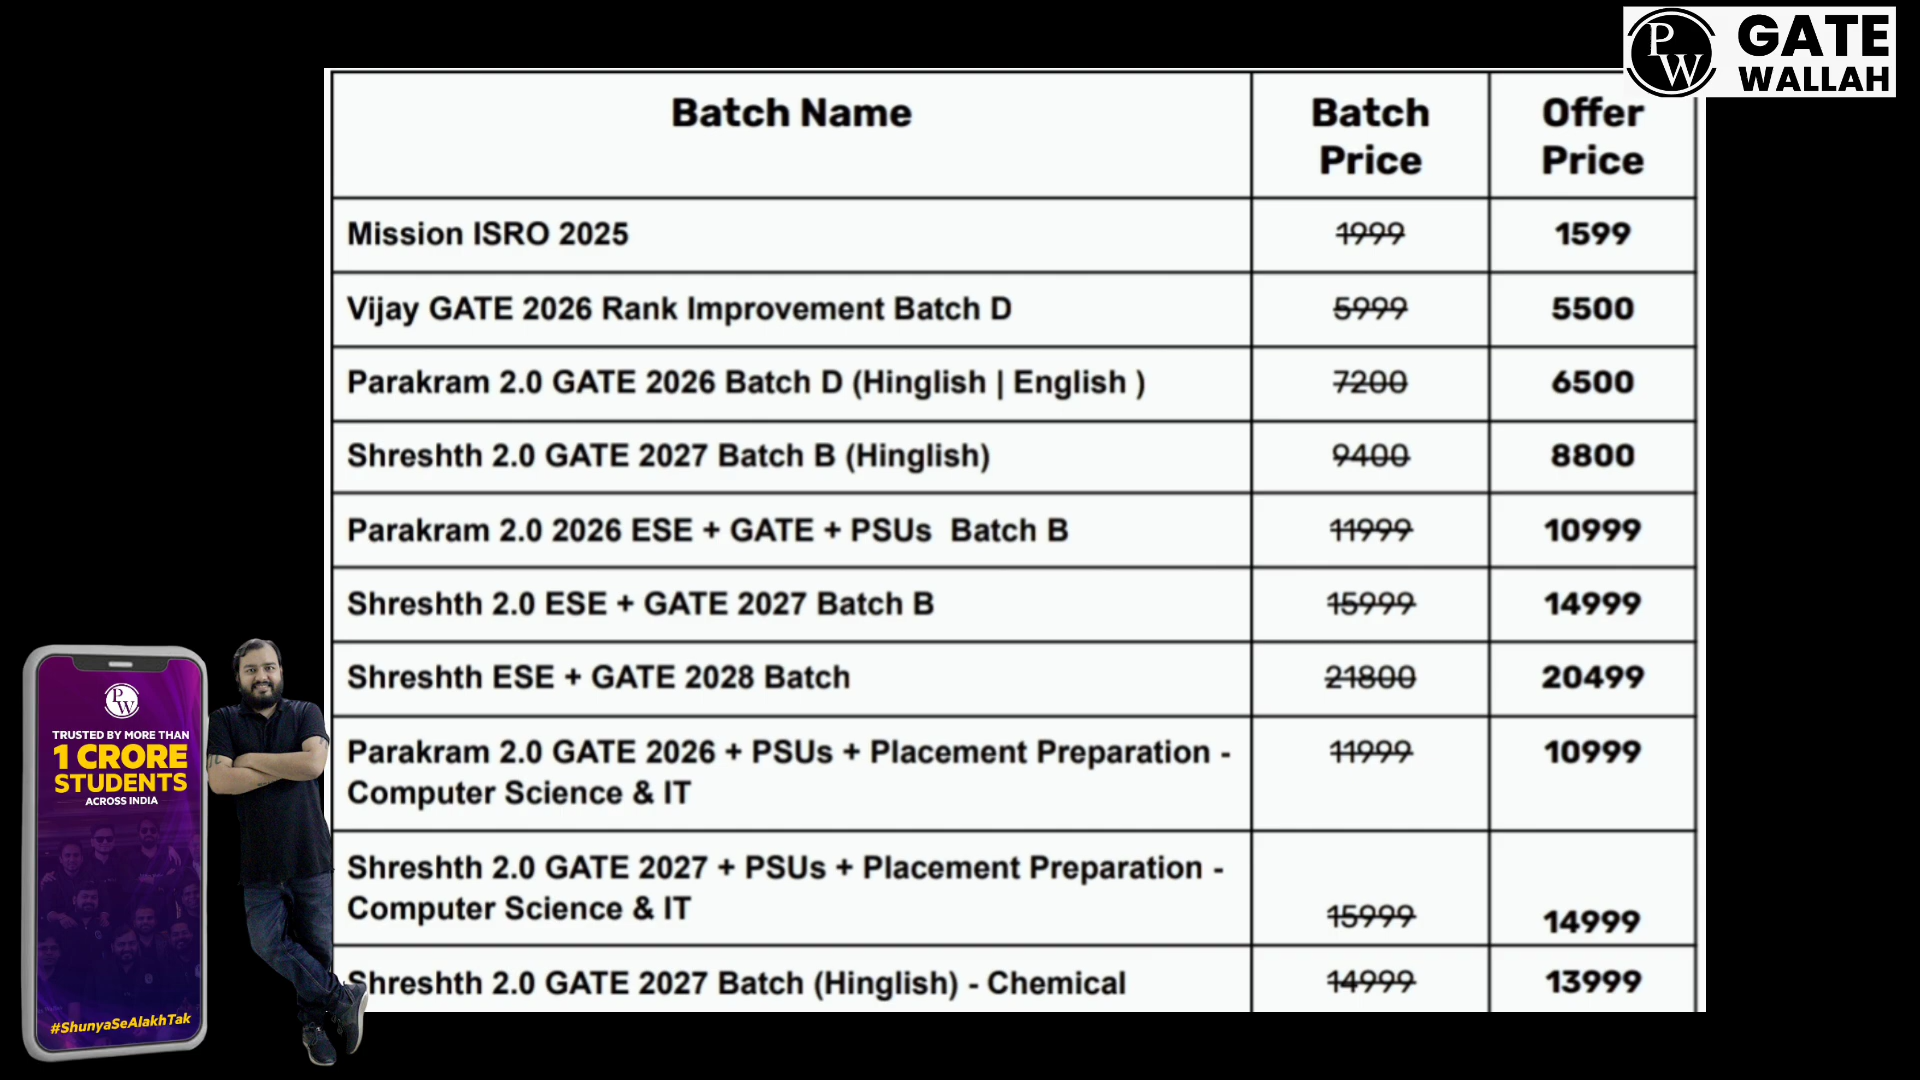 PW GATE
WALLAH
Batch Name Batch Price Offer Price
Mission ISRO 2025 1999 1599
Vijay GATE 2026 Rank Improvement Batch D 5999 5500
Parakram 2.0 GATE 2026 Batch D (Hinglish | English ) 7200 6500
Shreshth 2.0 GATE 2027 Batch B (Hinglish) 9400 8800
Parakram 2.0 2026 ESE + GATE + PSUs Batch B 11999 10999
Shreshth 2.0 ESE + GATE 2027 Batch B 15999 14999
Shreshth ESE + GATE 2028 Batch 21800 20499
Parakram 2.0 GATE 2026 + PSUs + Placement Preparation - 11999 10999
Computer Science & IT
Shreshth 2.0 GATE 2027 + PSUs + Placement Preparation -
Computer Science & IT 15999 14999
Shreshth 2.0 GATE 2027 Batch (Hinglish) - Chemical 14999 13999
PW
TRUSTED BY MORE THAN
1 CRORE
STUDENTS
ACROSS INDIA
#ShunyaSeAlakhTak